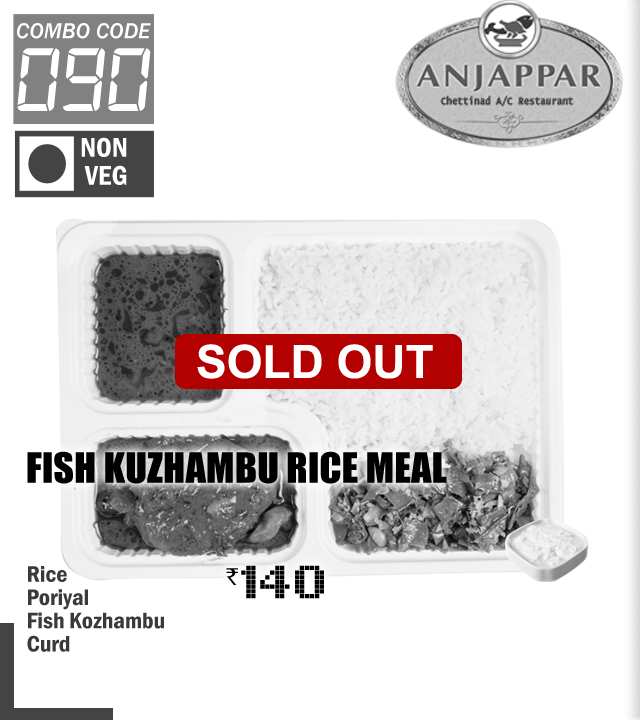 COMBO CODE
090
NON
VEG
ANJAPPAR
Chettinad A/C Restaurant
SOLD OUT
FISH KUZHAMBU RICE MEAL
₹140
Rice
Poriyal
Fish Kozhambu
Curd